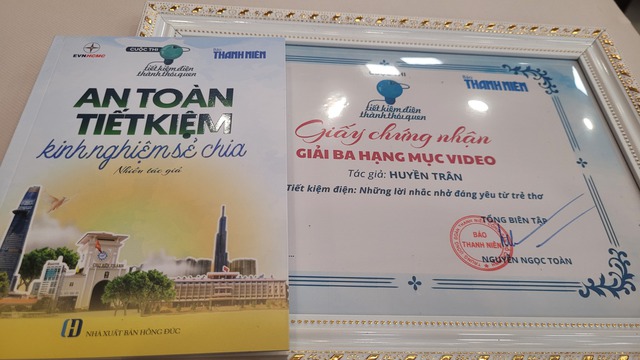 EVNHCMC
CUỘC THI
tiết kiệm điện
thành thói quen
Báo
THANH NIÊN
AN TOÀN
TIẾT KIỆM
kinh nghiệm sẻ chia
Nhiều tác giả
H
NHÀ XUẤT BẢN HỒNG ĐỨC
THANH NIÊN
tiết kiệm điện
thành thói quen
Giấy chứng nhận
GIẢI BA HẠNG MỤC VIDEO
Tác giả: HUYỀN TRÂN
Tiết kiệm điện: Những lời nhắc nhở đáng yêu từ trẻ thơ
TỔNG BIÊN TẬP
BÁO
THANH NIÊN
NGUYỄN NGỌC TOÀN